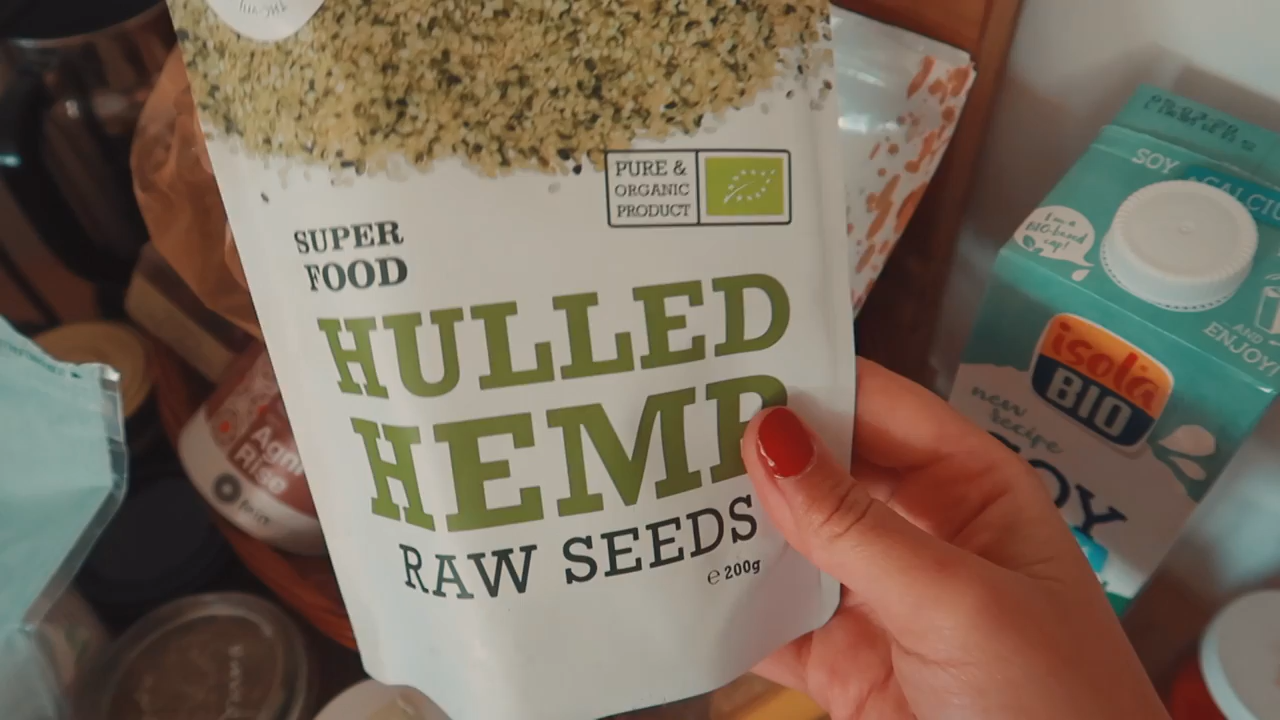 PURE &
ORGANIC
PRODUCT
SUPER
FOOD
HULLED
HEMP
RAW SEEDS
℮ 200g
SOY
I'm a
BIO-based
cap!
AND
ENJOY!
isola
BIO
new
recipe
RICE